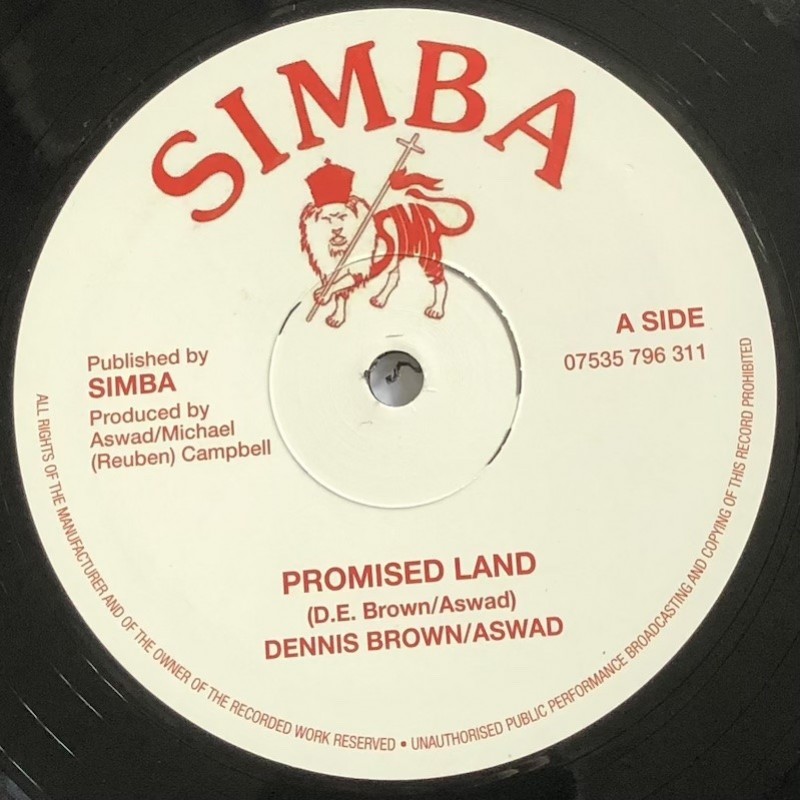 SIMBA
SIMB
A SIDE
07535 796 311
Published by
SIMBA
Produced by
Aswad/Michael
(Reuben) Campbell
PROMISED LAND
(D.E. Brown/Aswad)
DENNIS BROWN/ASWAD
ALL RIGHTS OF THE MANUFACTURER AND OF THE OWNER OF THE RECORDED WORK RESERVED • UNAUTHORISED PUBLIC PERFORMANCE BROADCASTING AND COPYING OF THIS RECORD PROHIBITED